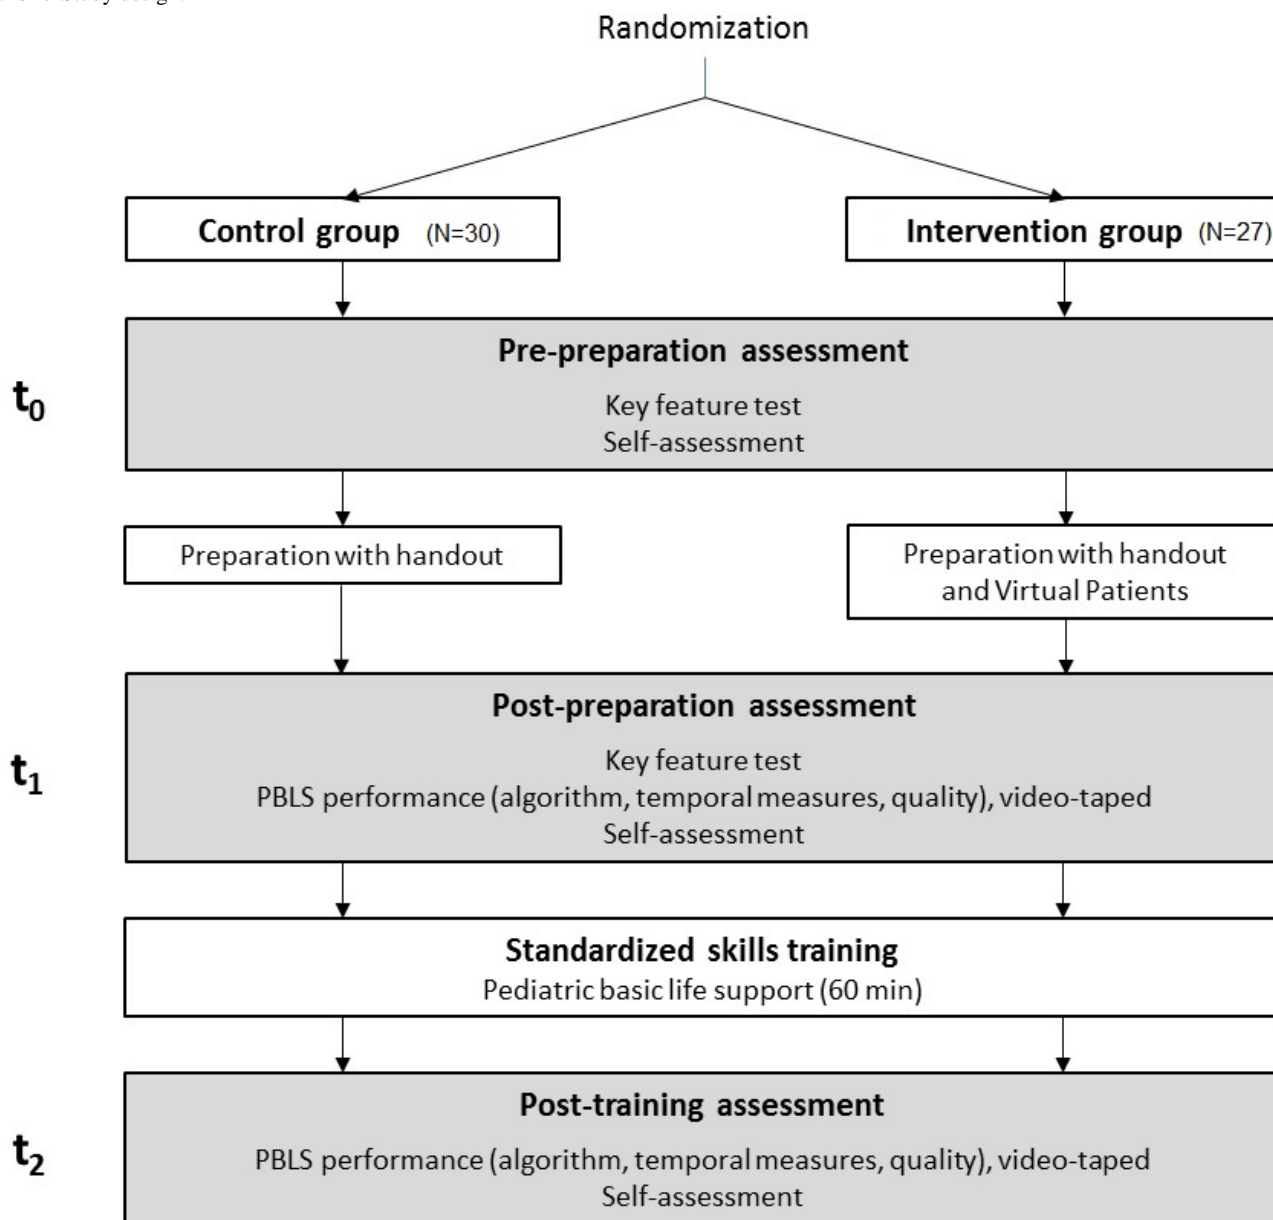 Study design.
Randomization
Control group (N=30)
Intervention group (N=27)
Pre-preparation assessment
t0
Key feature test
Self-assessment
Preparation with handout
Preparation with handout
and Virtual Patients
Post-preparation assessment
t1
Key feature test
PBLS performance (algorithm, temporal measures, quality), video-taped
Self-assessment
Standardized skills training
Pediatric basic life support (60 min)
Post-training assessment
t2
PBLS performance (algorithm, temporal measures, quality), video-taped
Self-assessment